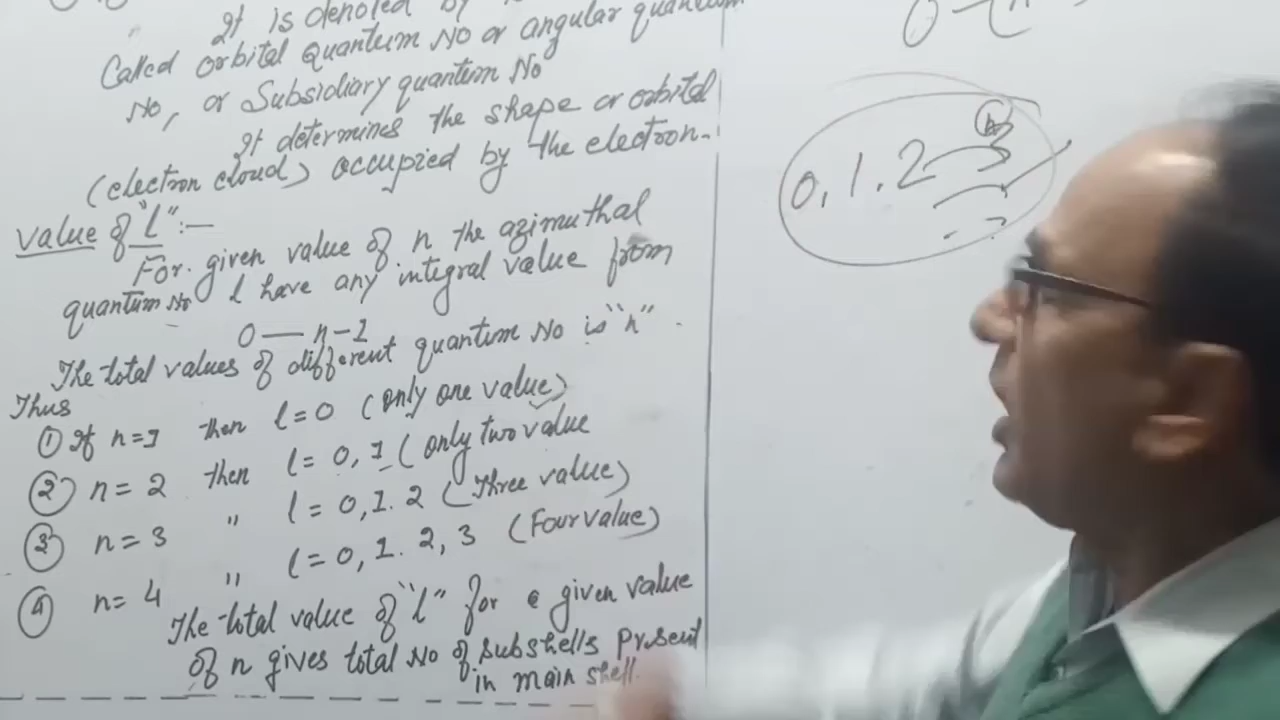 It is denoted by
Called orbital quantum No or angular quantum
No, or Subsidiary quantum No
It determines the shape or orbital
(electron cloud) occupied by the electron.
Value of "l" :-
For given value of n the azimuthal
quantum No l have any integral value from
0 — n-1
The total values of different quantum No is "n".
Thus
① If n=1 then l=0 (only one value)
② n=2 then l=0,1 (only two value
③ n=3 " l=0,1.2 (Three value)
④ n=4 " l=0,1.2,3 (Four value)
The total value of "l" for a given value
of n gives total No of subshells Present
in main shell.
0 - (n
0, 1, 2